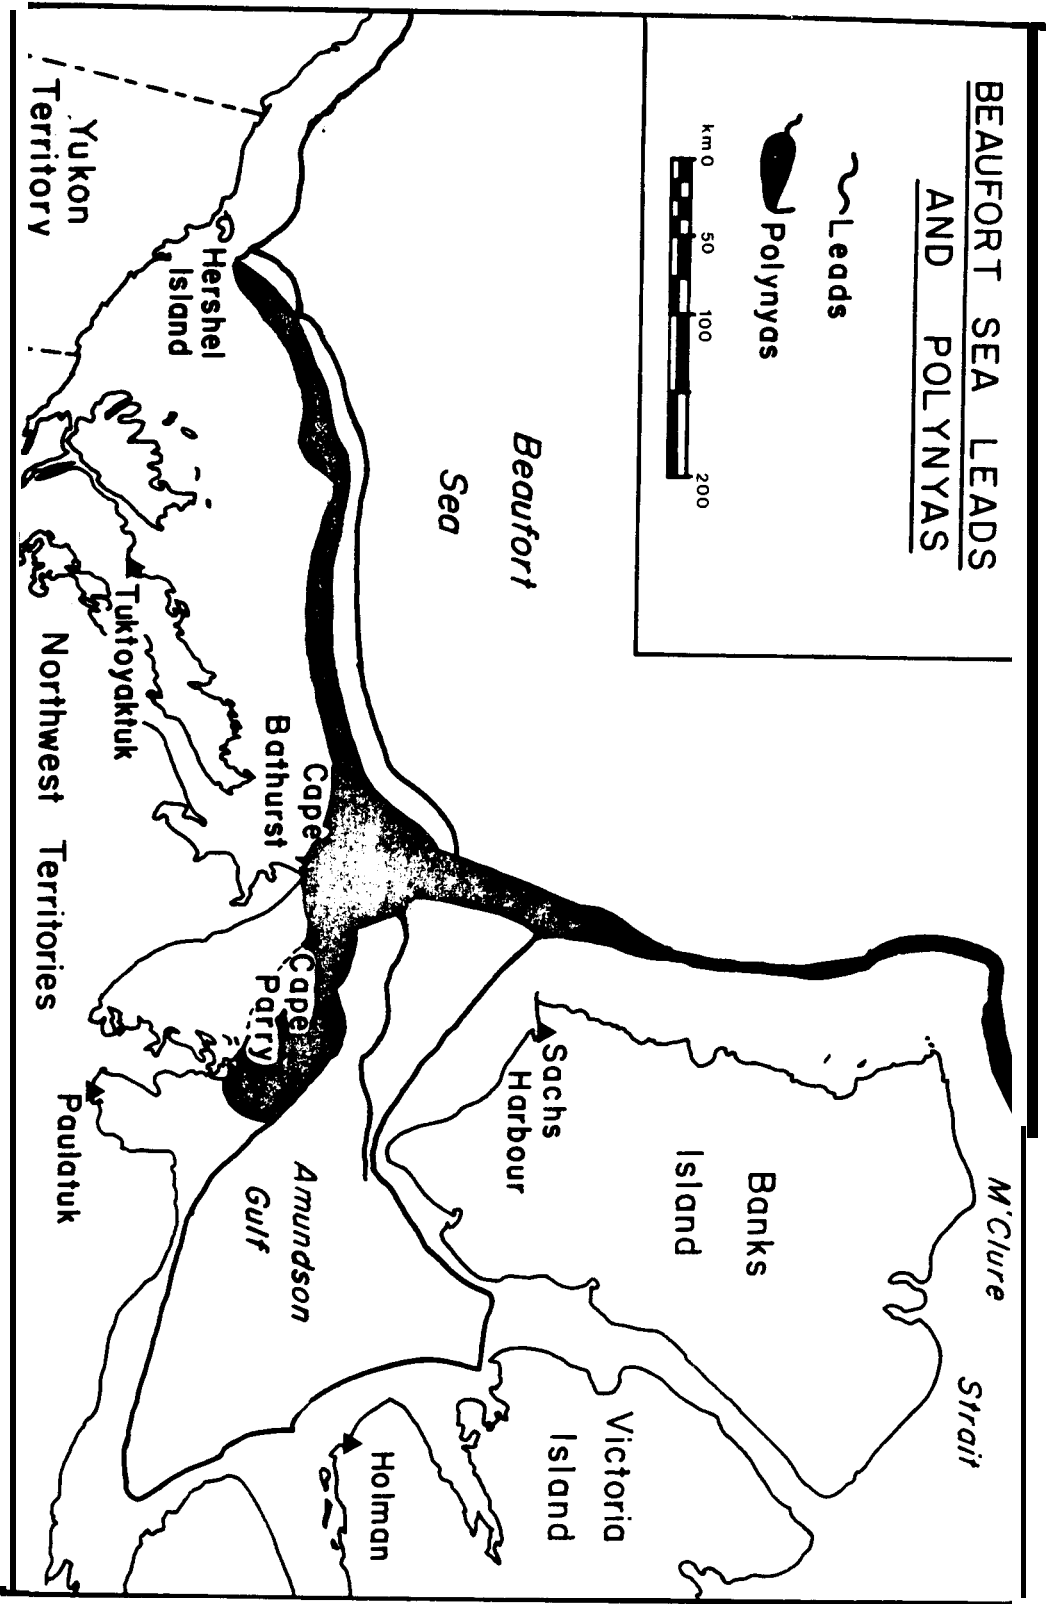 BEAUFORT SEA LEADS
AND POLYNYAS
Leads
Polynyas
km 0 50 100 200
Beaufort
Sea
M'Clure
Strait
Banks
Island
Sachs
Harbour
Victoria
Island
Holman
Amundson
Gulf
Cape
Bathurst
Cape
Parry
Paulatuk
Hershel
Island
Tuktoyaktuk
Yukon
Territory
Northwest Territories